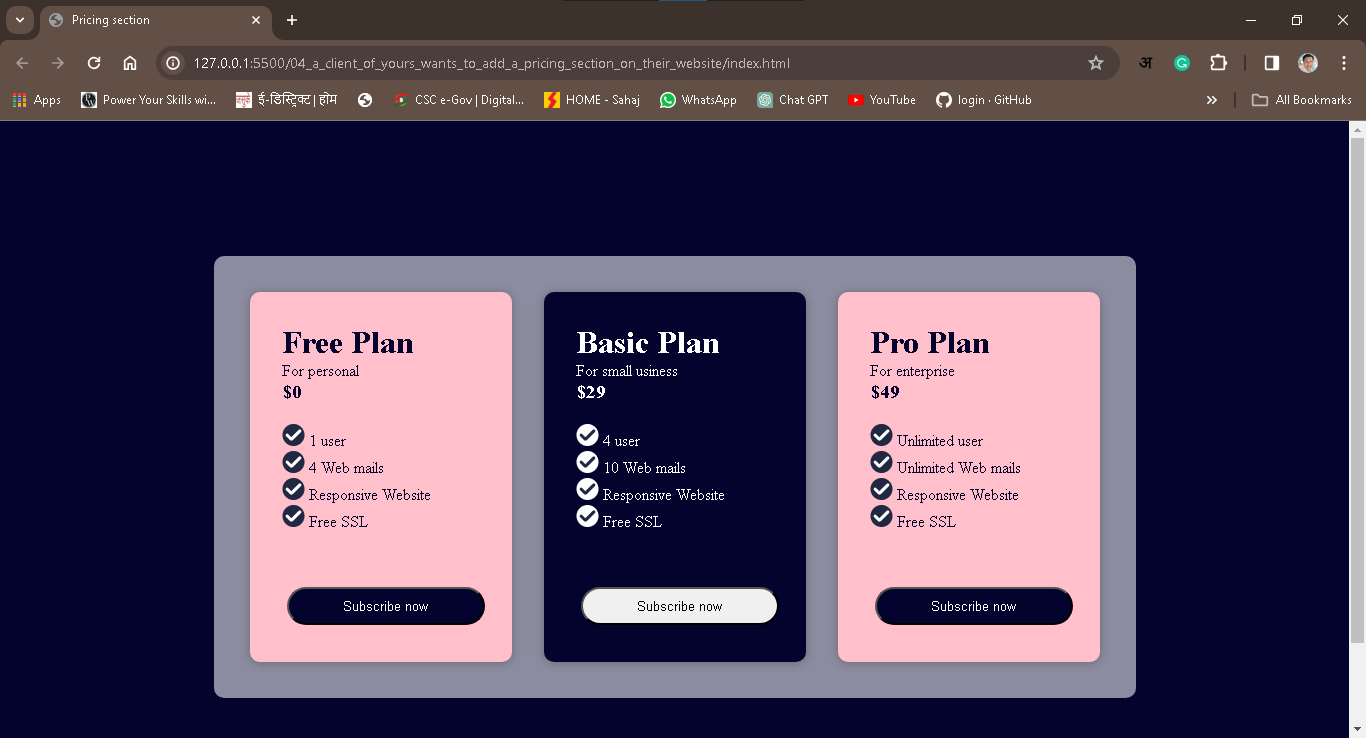 Pricing section
127.0.0.1:5500/04_a_client_of_yours_wants_to_add_a_pricing_section_on_their_website/index.html
अ G
Apps Power Your Skills wi... ई-डिस्ट्रिक्ट | होम CSC e-Gov | Digital... HOME - Sahaj WhatsApp Chat GPT YouTube login · GitHub » All Bookmarks
Free Plan
For personal
$0
1 user
4 Web mails
Responsive Website
Free SSL
Subscribe now
Basic Plan
For small usiness
$29
4 user
10 Web mails
Responsive Website
Free SSL
Subscribe now
Pro Plan
For enterprise
$49
Unlimited user
Unlimited Web mails
Responsive Website
Free SSL
Subscribe now